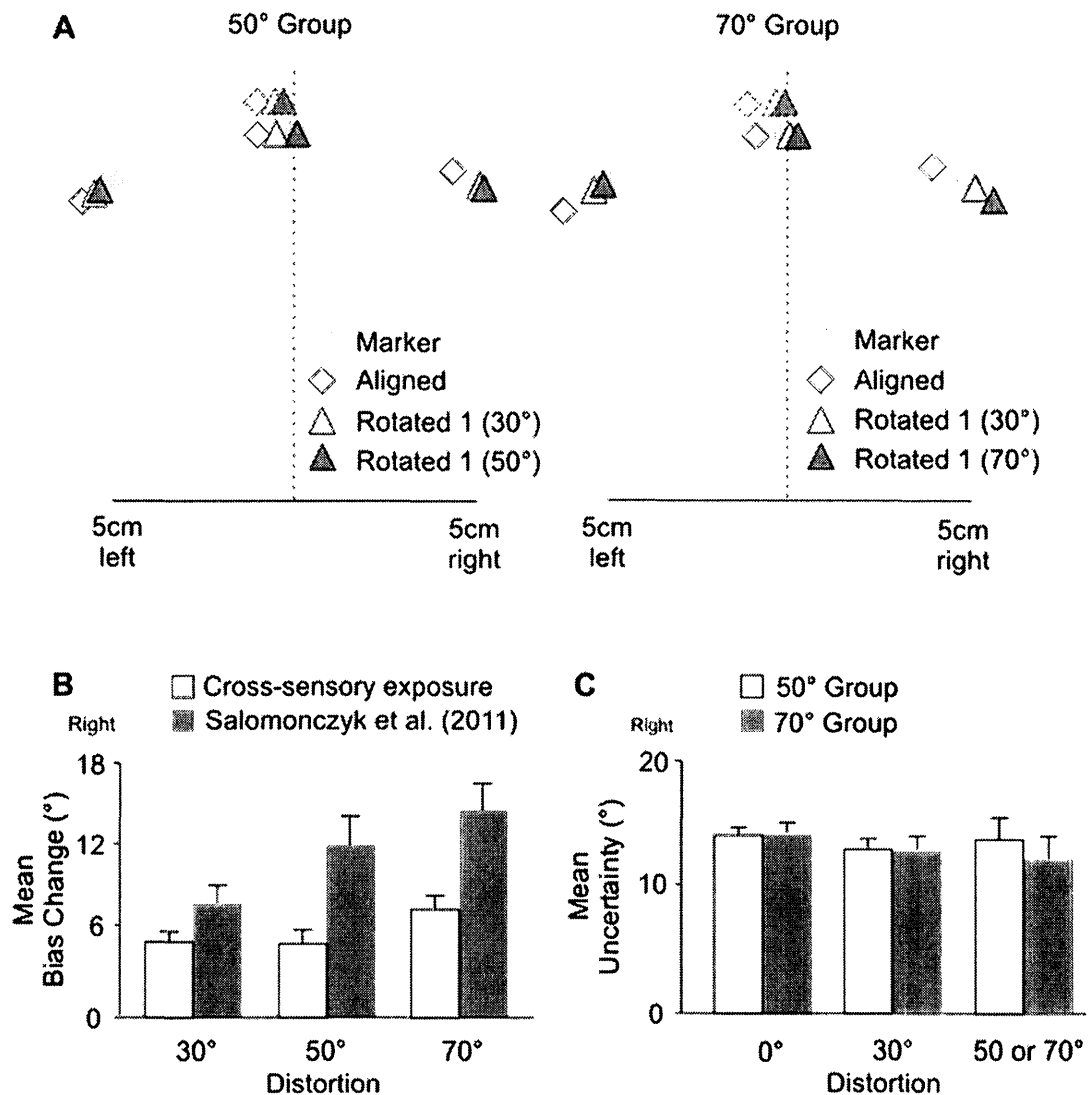 A
50° Group
70° Group
Marker
Aligned
Rotated 1 (30°)
Rotated 1 (50°)
Marker
Aligned
Rotated 1 (30°)
Rotated 1 (70°)
5cm
left
5cm
right
5cm
left
5cm
right
B
Cross-sensory exposure
Salomonczyk et al. (2011)
Right
18
12
6
0
Mean
Bias Change (°)
30°
50°
70°
Distortion
C
50° Group
70° Group
Right
20
10
0
Mean
Uncertainty (°)
0°
30°
50 or 70°
Distortion